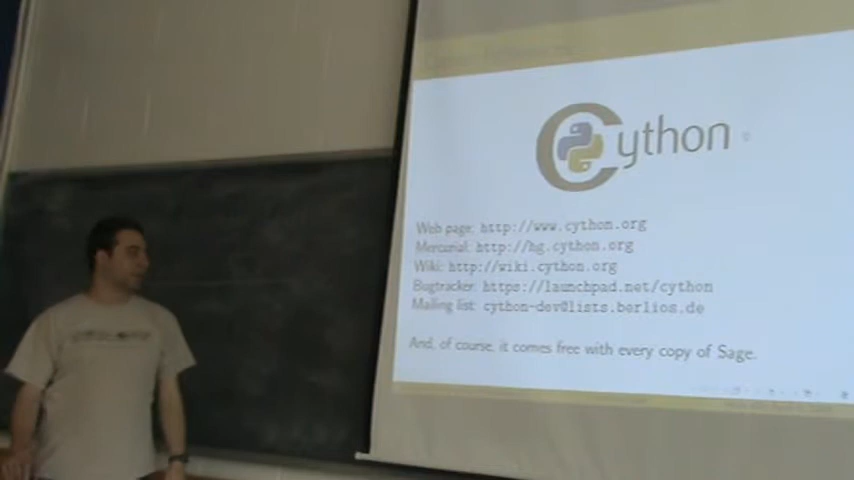 Cython
Web page: http://www.cython.org
Mercurial: http://hg.cython.org
Wiki: http://wiki.cython.org
Bugtracker: https://launchpad.net/cython
Mailing list: cython-dev@lists.berlios.de
And, of course, it comes free with every copy of Sage.